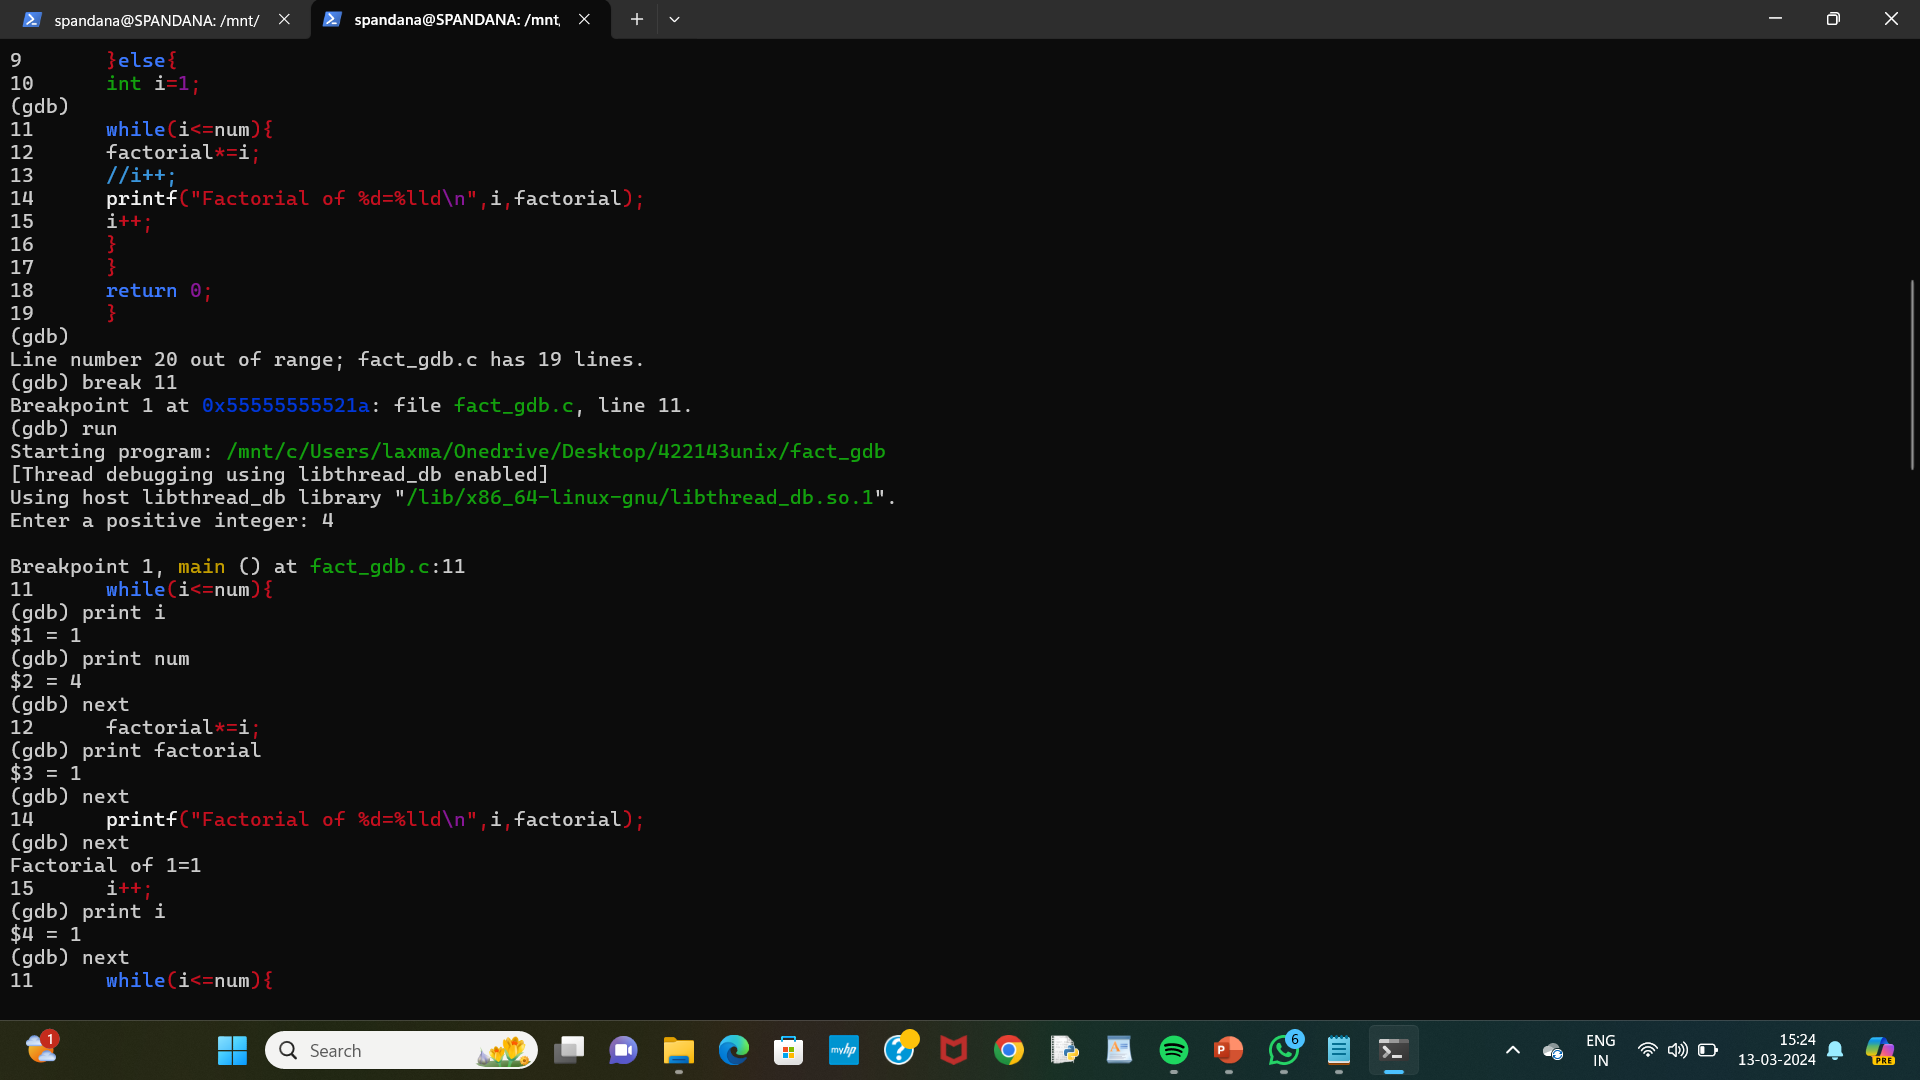 spandana@SPANDANA: /mnt/
spandana@SPANDANA: /mnt
9 }else{
10 int i=1;
(gdb)
11 while(i<=num){
12 factorial*=i;
13 //i++;
14 printf("Factorial of %d=%lld\n",i,factorial);
15 i++;
16 }
17 }
18 return 0;
19 }
(gdb)
Line number 20 out of range; fact_gdb.c has 19 lines.
(gdb) break 11
Breakpoint 1 at 0x55555555521a: file fact_gdb.c, line 11.
(gdb) run
Starting program: /mnt/c/Users/laxma/Onedrive/Desktop/422143unix/fact_gdb
[Thread debugging using libthread_db enabled]
Using host libthread_db library "/lib/x86_64-linux-gnu/libthread_db.so.1".
Enter a positive integer: 4
Breakpoint 1, main () at fact_gdb.c:11
11 while(i<=num){
(gdb) print i
$1 = 1
(gdb) print num
$2 = 4
(gdb) next
12 factorial*=i;
(gdb) print factorial
$3 = 1
(gdb) next
14 printf("Factorial of %d=%lld\n",i,factorial);
(gdb) next
Factorial of 1=1
15 i++;
(gdb) print i
$4 = 1
(gdb) next
11 while(i<=num){
1
Search
myhp
6
ENG
IN
15:24
13-03-2024
PRE